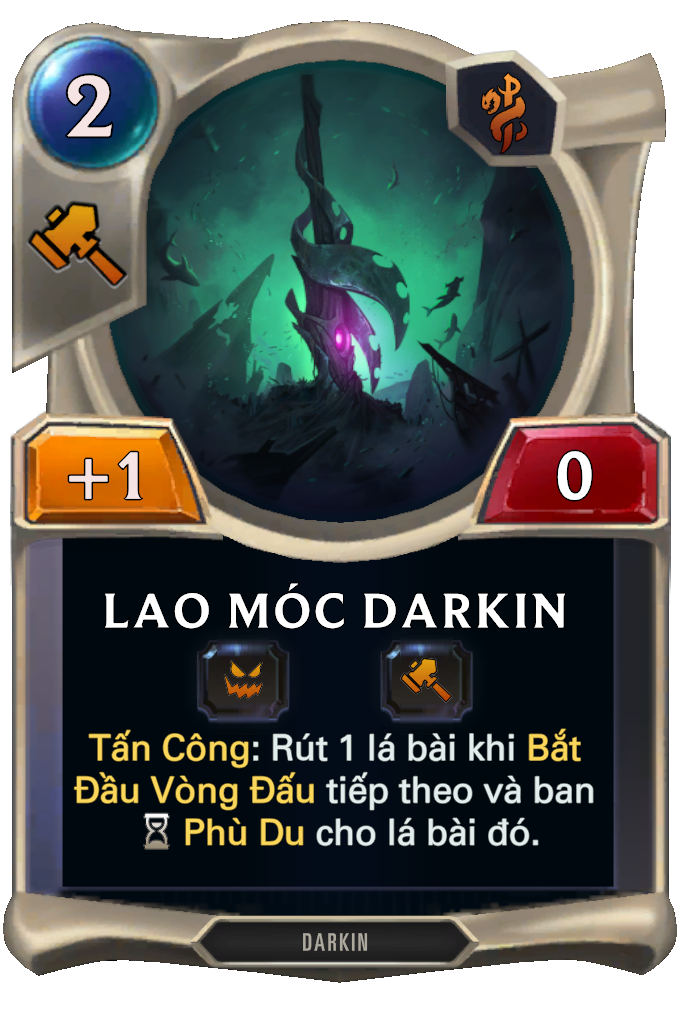 2
+1
0
LAO MÓC DARKIN
Tấn Công: Rút 1 lá bài khi Bắt
Đầu Vòng Đấu tiếp theo và ban
Phù Du cho lá bài đó.
DARKIN